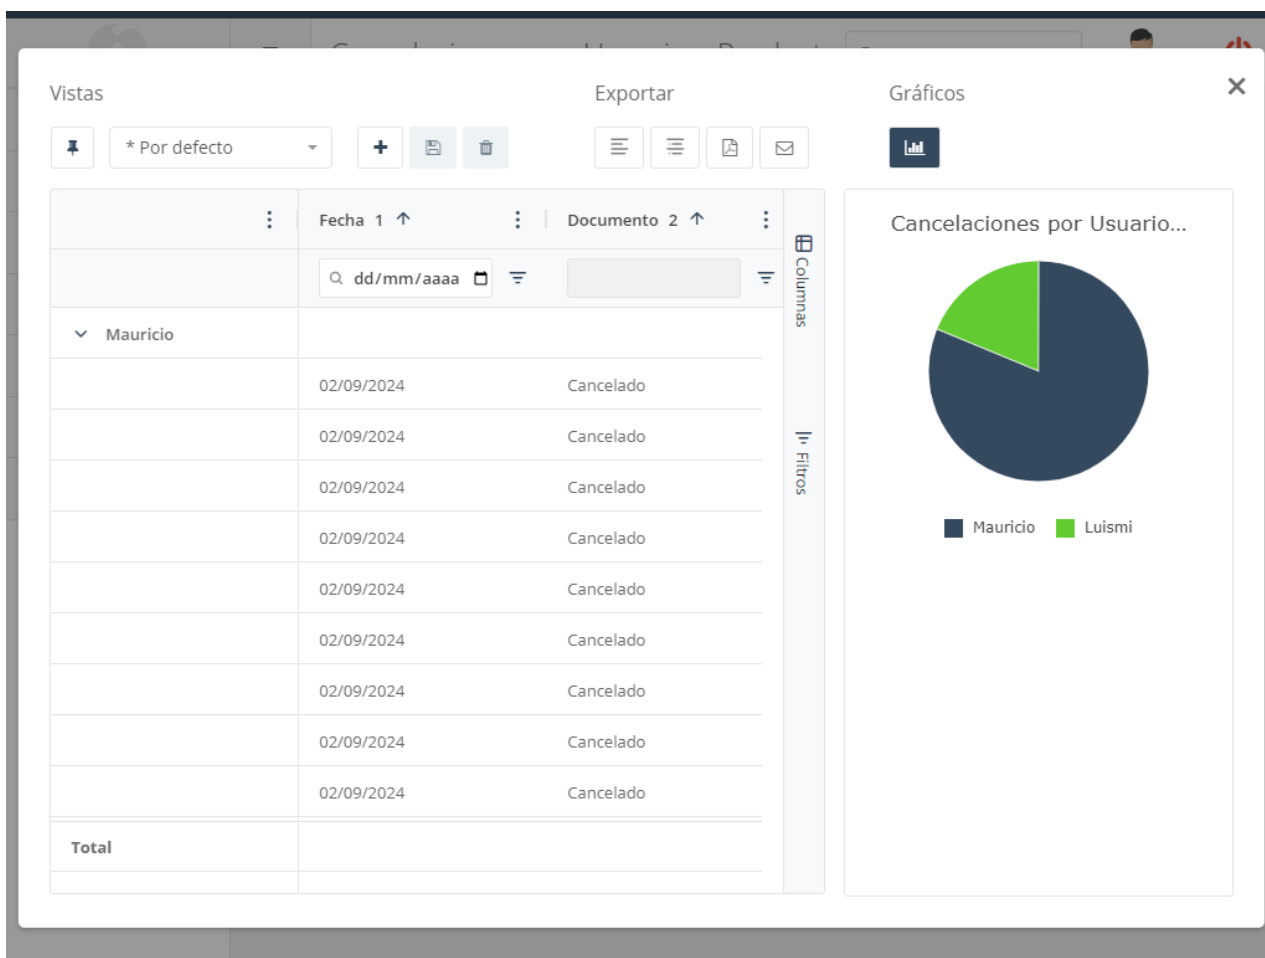 Vistas
Exportar
Gráficos
* Por defecto
Fecha 1
Documento 2
dd/mm/aaaa
Columnas
Filtros
Mauricio
02/09/2024 Cancelado
02/09/2024 Cancelado
02/09/2024 Cancelado
02/09/2024 Cancelado
02/09/2024 Cancelado
02/09/2024 Cancelado
02/09/2024 Cancelado
02/09/2024 Cancelado
02/09/2024 Cancelado
Total
Cancelaciones por Usuario...
Mauricio
Luismi